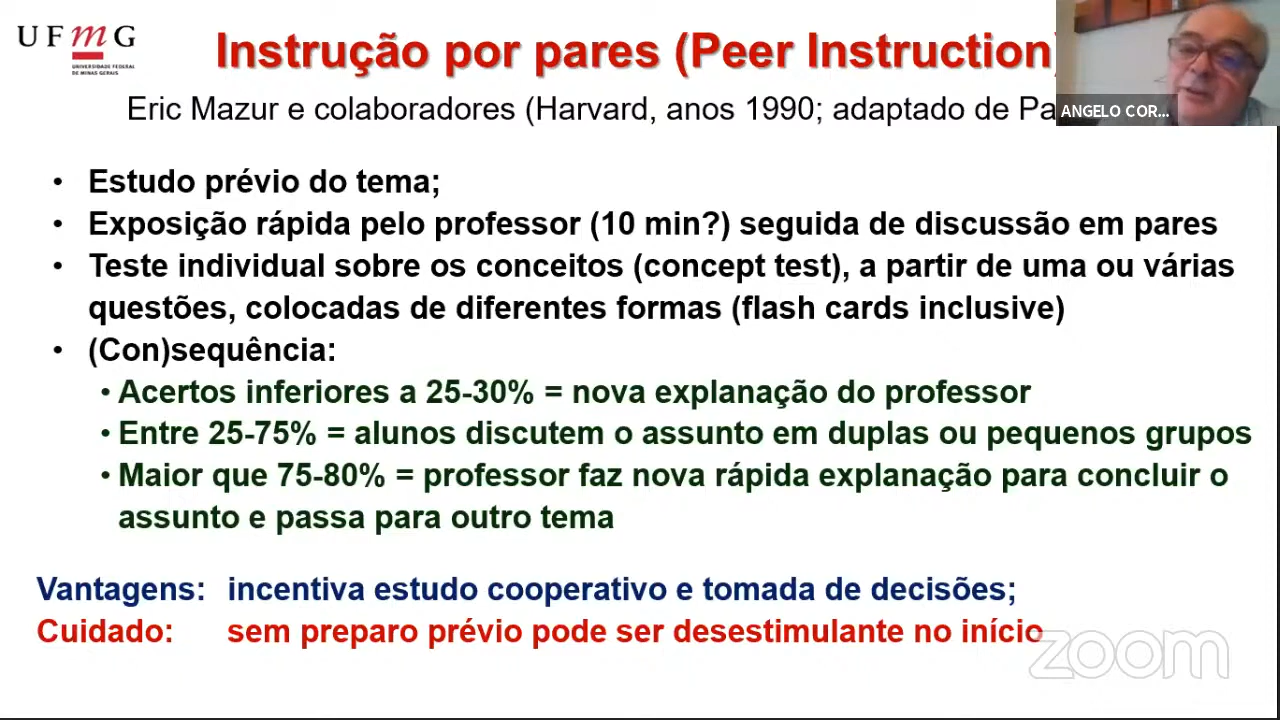 UFmG
UNIVERSIDADE FEDERAL
DE MINAS GERAIS
Instrução por pares (Peer Instruction)
Eric Mazur e colaboradores (Harvard, anos 1990; adaptado de
ANGELO COR...
• Estudo prévio do tema;
• Exposição rápida pelo professor (10 min?) seguida de discussão em pares
• Teste individual sobre os conceitos (concept test), a partir de uma ou várias
questões, colocadas de diferentes formas (flash cards inclusive)
• (Con)sequência:
• Acertos inferiores a 25-30% = nova explanação do professor
• Entre 25-75% = alunos discutem o assunto em duplas ou pequenos grupos
• Maior que 75-80% = professor faz nova rápida explanação para concluir o
assunto e passa para outro tema
Vantagens: incentiva estudo cooperativo e tomada de decisões;
Cuidado: sem preparo prévio pode ser desestimulante no início
zoom